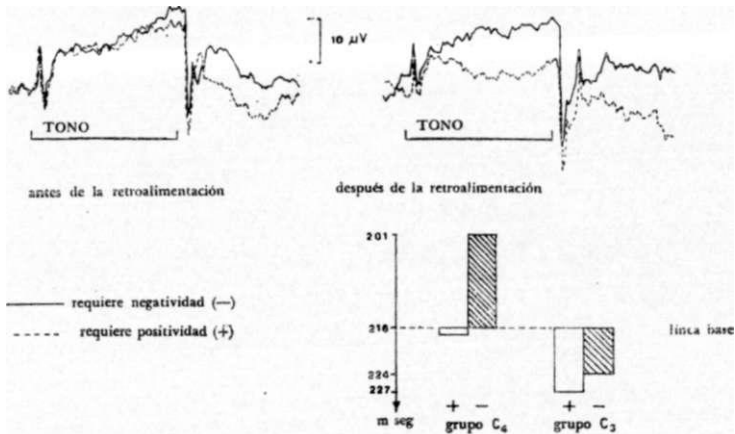 10 μV
TONO
TONO
antes de la retroalimentación
después de la retroalimentación
requiere negatividad (—)
requiere positividad (+)
201
216
224
227
m seg
+ −
grupo C4
+ −
grupo C3
línea base